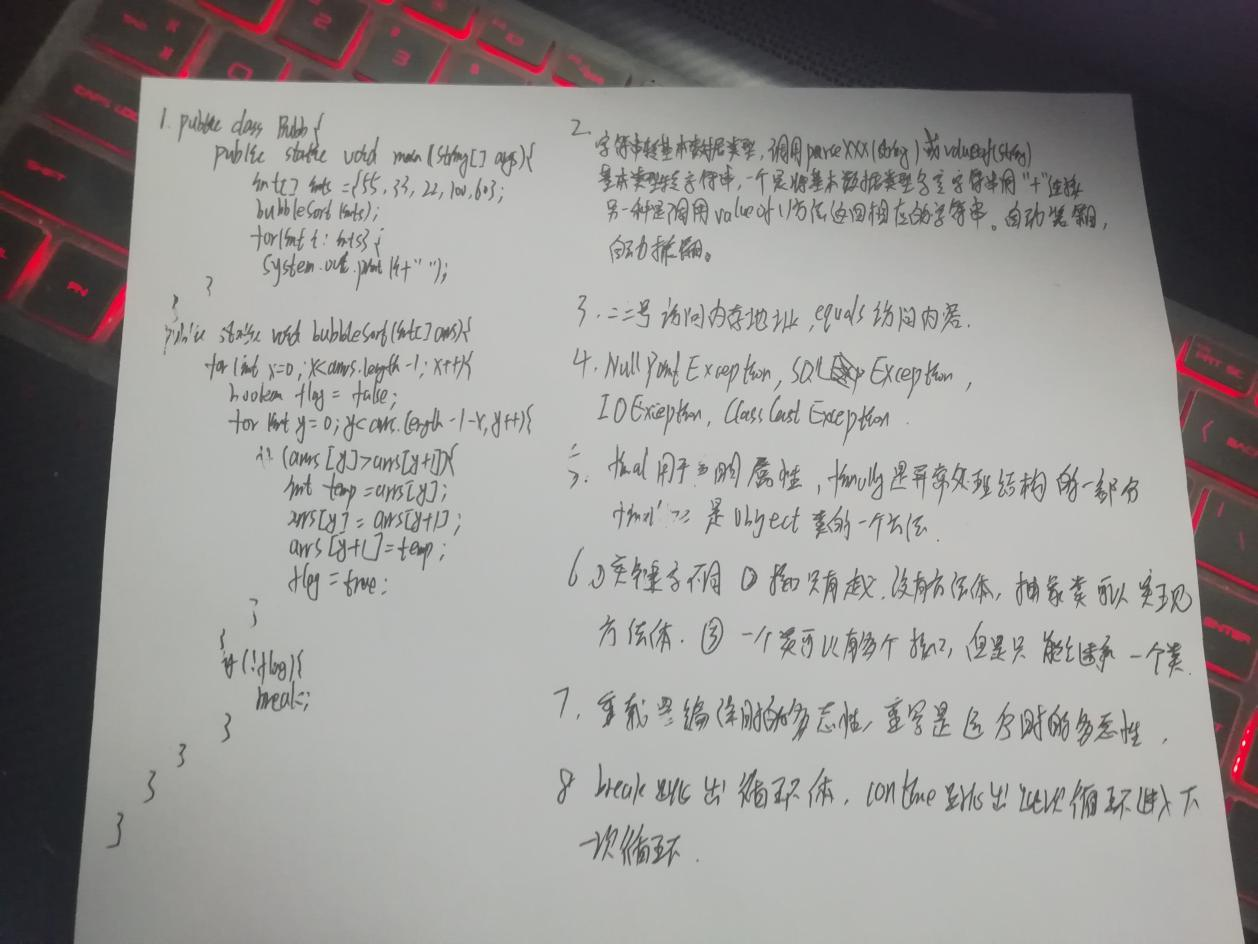 1. public class Bubb {
public static void main (String[] args){
int[] ints = {55, 33, 22, 100, 60};
bubbleSort (ints);
for(int i : ints) {
System.out.print (i+" ");
}
}
public static void bubbleSort (int[] arrs){
for (int x=0; x<arrs.length-1; x++){
boolean flag = false;
for (int y=0; y<arrs.length-1-x; y++){
if (arrs[y]>arrs[y+1]){
int temp = arrs[y];
arrs[y] = arrs[y+1];
arrs[y+1]=temp;
flag = true;
}
}
if (!flag){
break;
}
}
}
}
2. 字符串转基本数据类型,调用parseXXX(String)或valueof(string)
基本类型转字符串,一个是将基本数据类型与空字符串用"+"连接
另一种是调用valueOf()方法返回相应的字符串。自动装箱,
自动拆箱。
3. ==号访问内存地址,equals访问内容.
4. NullPointException, SQLException,
IOException, ClassCastException.
5. final用于声明属性,finally是异常处理结构的一部分
是Object类的一个方法.
6. ①关键字不同 ②接口只有定义,没有方法体,抽象类可以实现
方法体. ③一个类可以有多个接口,但是只能继承一个类.
7. 重载是编译时的多态性,重写是运行时的多态性.
8 break跳出循环体,continue跳出此次循环进入下
一次循环.